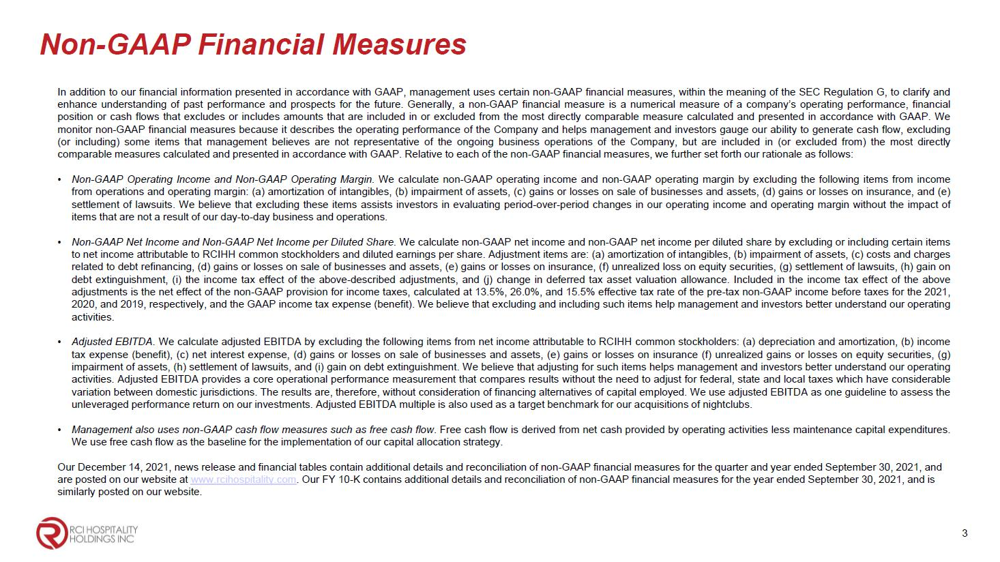 Non-GAAP Financial Measures
In addition to our financial information presented in accordance with GAAP, management uses certain non-GAAP financial measures, within the meaning of the SEC Regulation G, to clarify and
enhance understanding of past performance and prospects for the future. Generally, a non-GAAP financial measure is a numerical measure of a company's operating performance, financial
position or cash flows that excludes or includes amounts that are included in or excluded from the most directly comparable measure calculated and presented in accordance with GAAP. We
monitor non-GAAP financial measures because it describes the operating performance of the Company and helps management and investors gauge our ability to generate cash flow, excluding
(or including) some items that management believes are not representative of the ongoing business operations of the Company, but are included in (or excluded from) the most directly
comparable measures calculated and presented in accordance with GAAP. Relative to each of the non-GAAP financial measures, we further set forth our rationale as follows:
• Non-GAAP Operating Income and Non-GAAP Operating Margin. We calculate non-GAAP operating income and non-GAAP operating margin by excluding the following items from income
from operations and operating margin: (a) amortization of intangibles, (b) impairment of assets, (c) gains or losses on sale of businesses and assets, (d) gains or losses on insurance, and (e)
settlement of lawsuits. We believe that excluding these items assists investors in evaluating period-over-period changes in our operating income and operating margin without the impact of
items that are not a result of our day-to-day business and operations.
• Non-GAAP Net Income and Non-GAAP Net Income per Diluted Share. We calculate non-GAAP net income and non-GAAP net income per diluted share by excluding or including certain items
to net income attributable to RCIHH common stockholders and diluted earnings per share. Adjustment items are: (a) amortization of intangibles, (b) impairment of assets, (c) costs and charges
related to debt refinancing, (d) gains or losses on sale of businesses and assets, (e) gains or losses on insurance, (f) unrealized loss on equity securities, (g) settlement of lawsuits, (h) gain on
debt extinguishment, (i) the income tax effect of the above-described adjustments, and (j) change in deferred tax asset valuation allowance. Included in the income tax effect of the above
adjustments is the net effect of the non-GAAP provision for income taxes, calculated at 13.5%, 26.0%, and 15.5% effective tax rate of the pre-tax non-GAAP income before taxes for the 2021,
2020, and 2019, respectively, and the GAAP income tax expense (benefit). We believe that excluding and including such items help management and investors better understand our operating
activities.
• Adjusted EBITDA. We calculate adjusted EBITDA by excluding the following items from net income attributable to RCIHH common stockholders: (a) depreciation and amortization, (b) income
tax expense (benefit), (c) net interest expense, (d) gains or losses on sale of businesses and assets, (e) gains or losses on insurance (f) unrealized gains or losses on equity securities, (g)
impairment of assets, (h) settlement of lawsuits, and (i) gain on debt extinguishment. We believe that adjusting for such items helps management and investors better understand our operating
activities. Adjusted EBITDA provides a core operational performance measurement that compares results without the need to adjust for federal, state and local taxes which have considerable
variation between domestic jurisdictions. The results are, therefore, without consideration of financing alternatives of capital employed. We use adjusted EBITDA as one guideline to assess the
unleveraged performance return on our investments. Adjusted EBITDA multiple is also used as a target benchmark for our acquisitions of nightclubs.
• Management also uses non-GAAP cash flow measures such as free cash flow. Free cash flow is derived from net cash provided by operating activities less maintenance capital expenditures.
We use free cash flow as the baseline for the implementation of our capital allocation strategy.
Our December 14, 2021, news release and financial tables contain additional details and reconciliation of non-GAAP financial measures for the quarter and year ended September 30, 2021, and
are posted on our website at www.rcihospitality.com. Our FY 10-K contains additional details and reconciliation of non-GAAP financial measures for the year ended September 30, 2021, and is
similarly posted on our website.
RCI HOSPITALITY
HOLDINGS INC
3